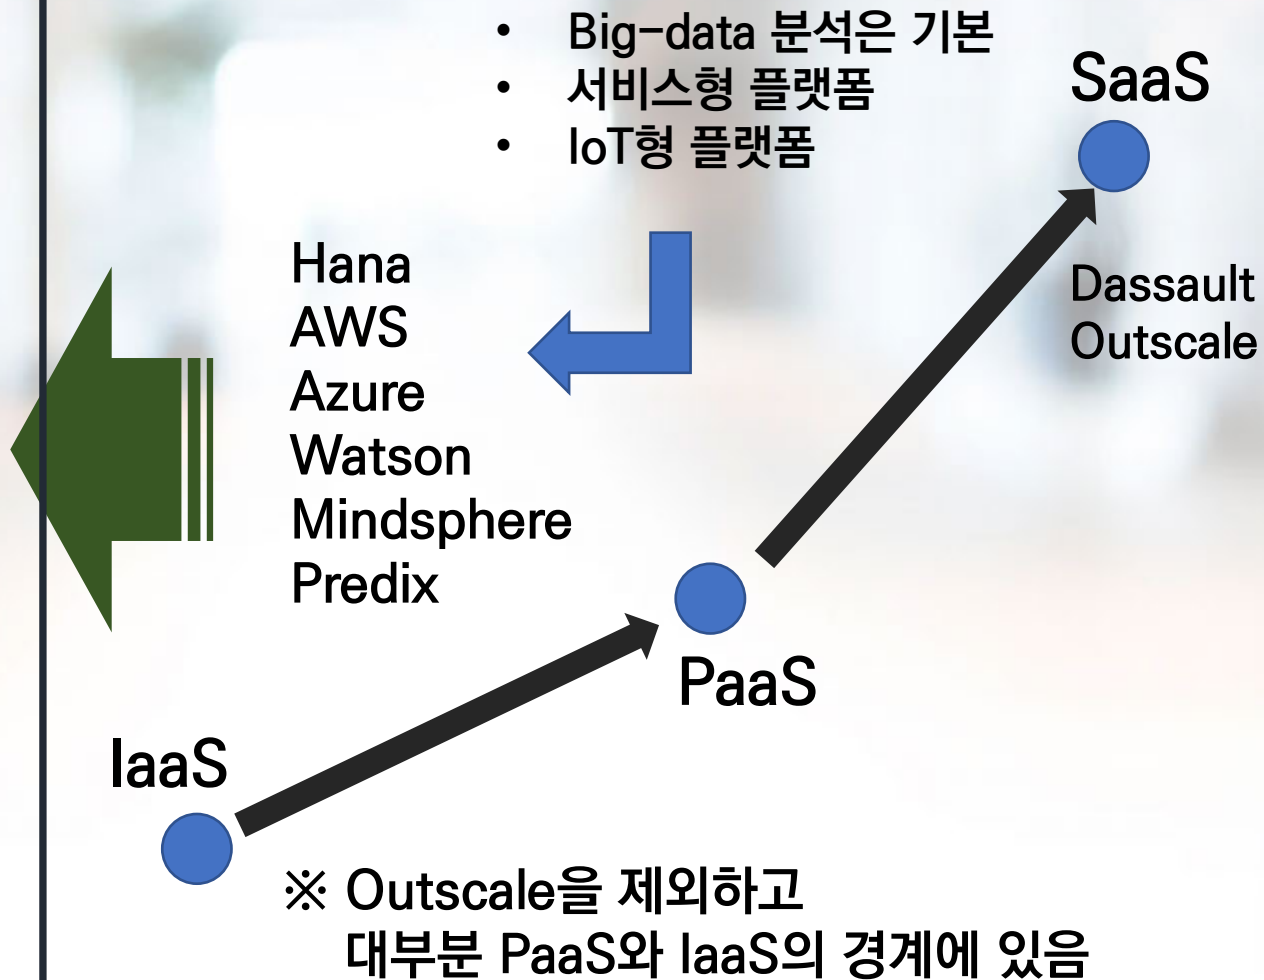 • Big-data 분석은 기본
• 서비스형 플랫폼
• IoT형 플랫폼
SaaS
Hana
AWS
Azure
Watson
Mindsphere
Predix
Dassault
Outscale
PaaS
IaaS
※ Outscale을 제외하고
대부분 PaaS와 IaaS의 경계에 있음